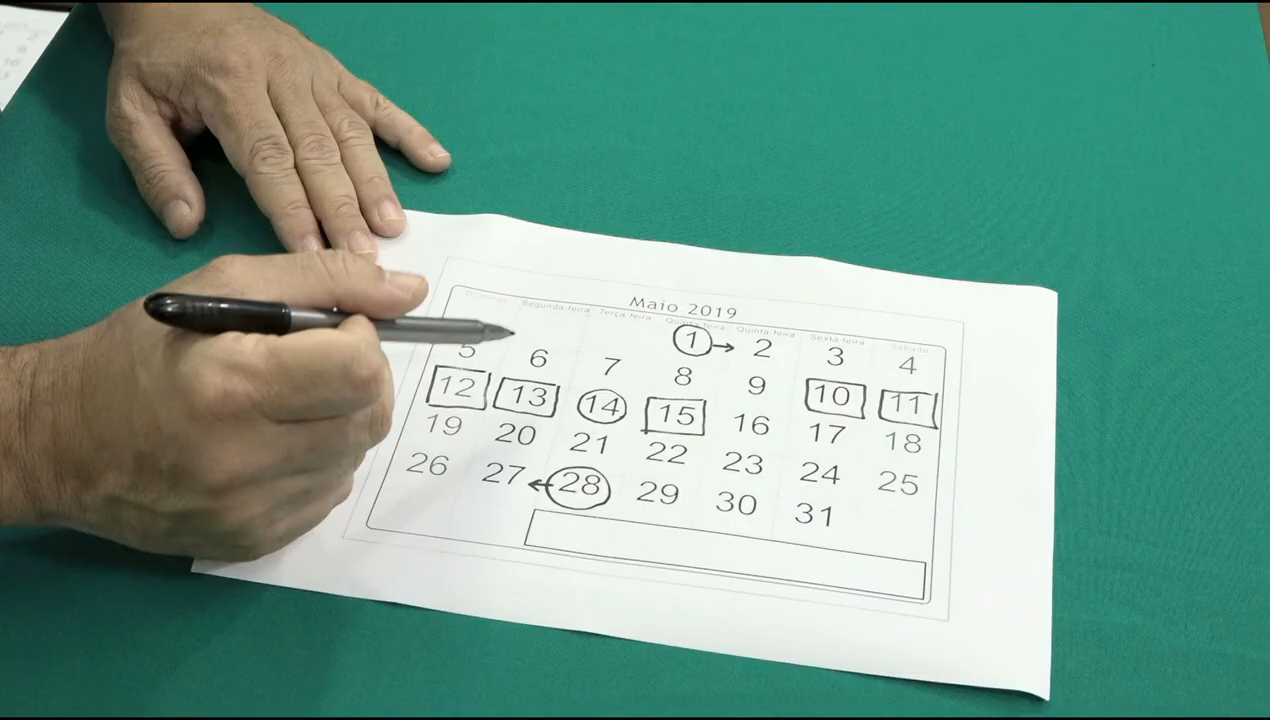 Maio 2019
Domingo Segunda-feira Terça-feira Quarta-feira Quinta-feira Sexta-feira Sábado
1 → 2 3 4
5 6 7 8 9 10 11
12 13 14 15 16 17 18
19 20 21 22 23 24 25
26 27 ← 28 29 30 31